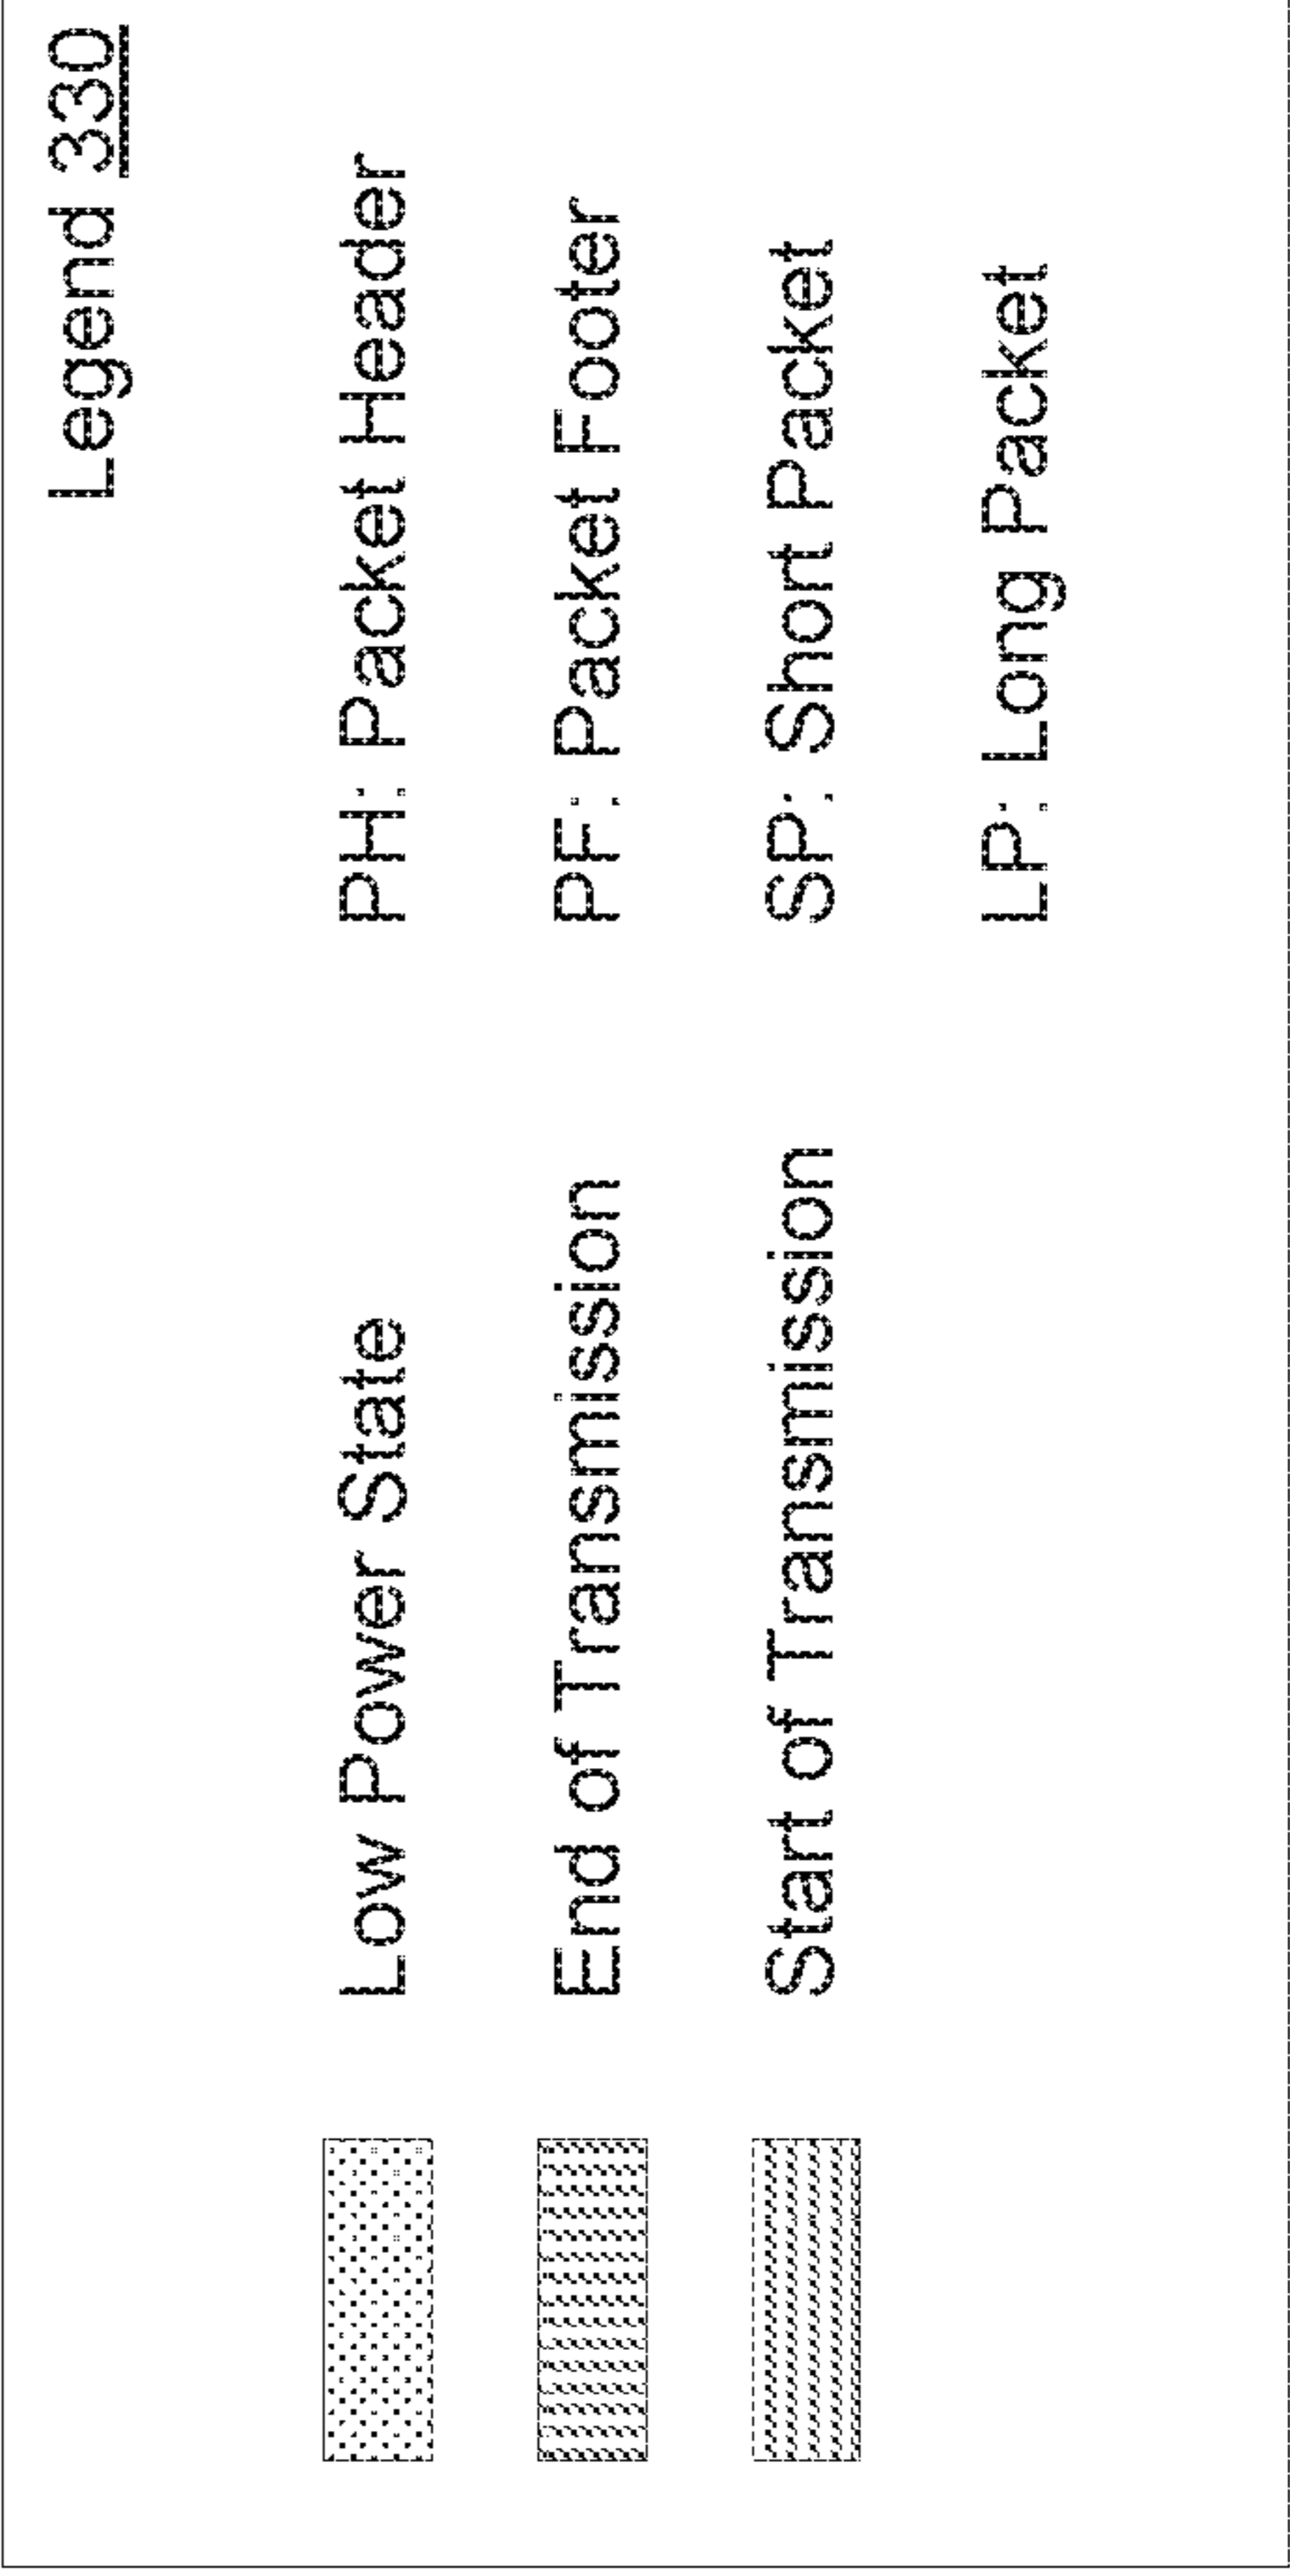 Legend 330
Low Power State PH: Packet Header
End of Transmission PF: Packet Footer
Start of Transmission SP: Short Packet
LP: Long Packet